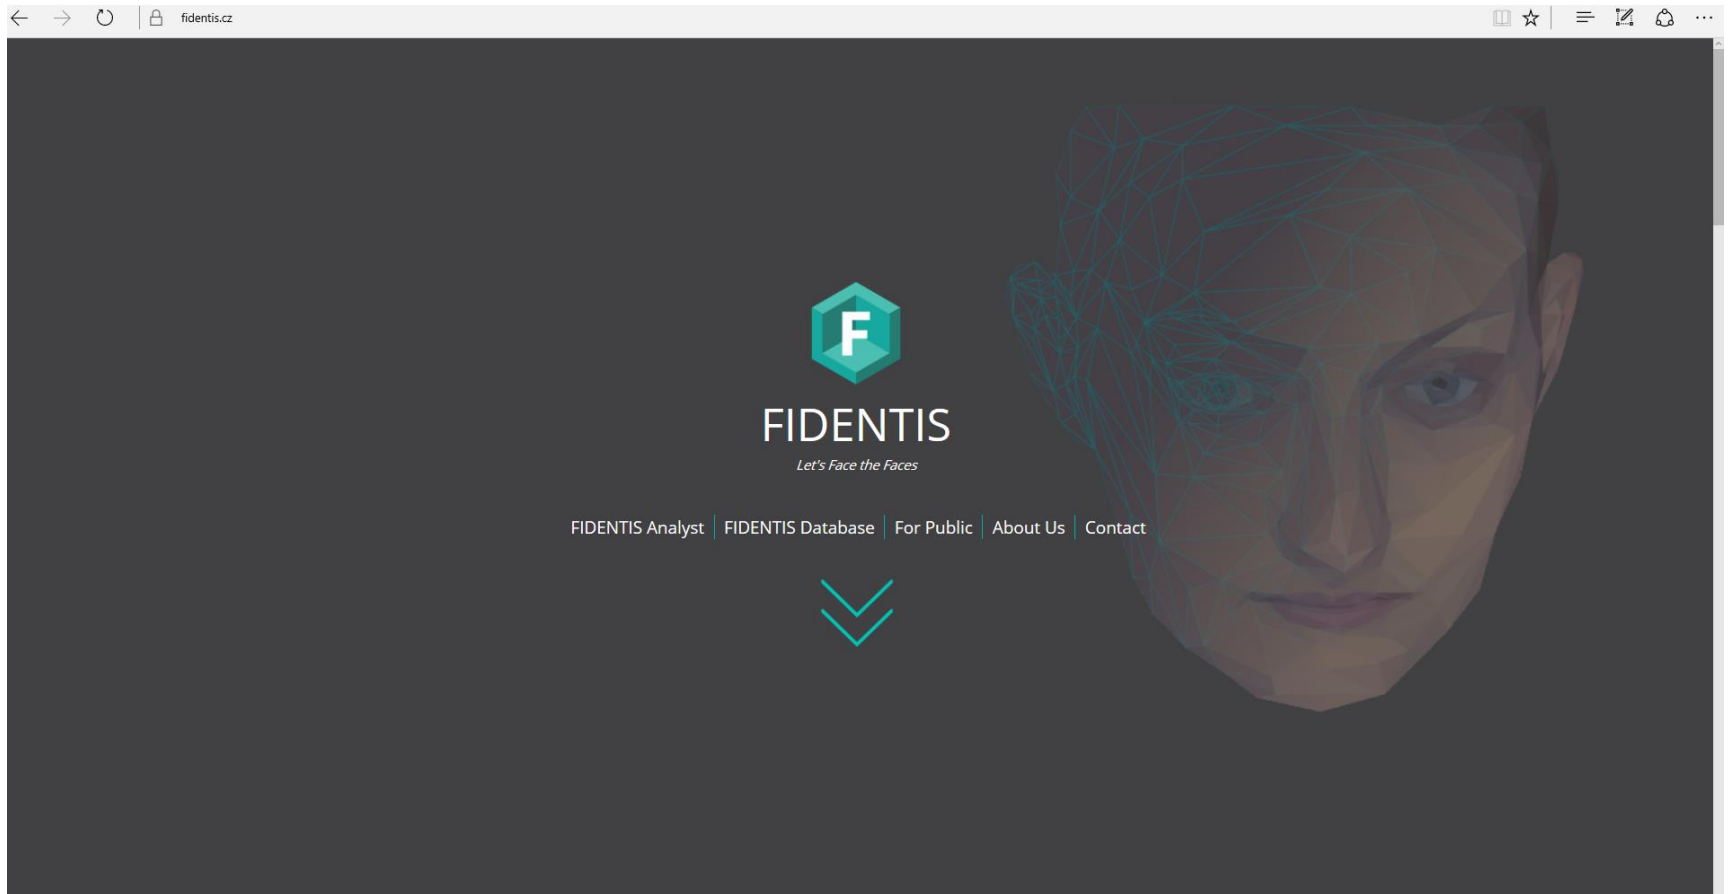 fidentis.cz
F
FIDENTIS
Let's Face the Faces
FIDENTIS Analyst FIDENTIS Database For Public About Us Contact